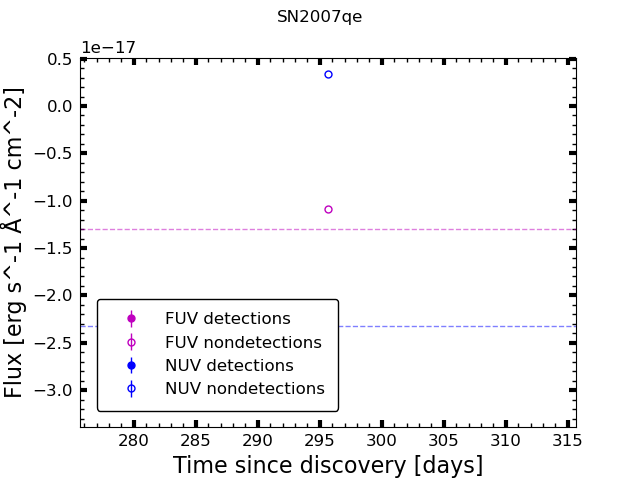 SN2007qe
1e−17
0.5
0.0
−0.5
−1.0
−1.5
−2.0
−2.5
−3.0
Flux [erg s^-1 Å^-1 cm^-2]
FUV detections
FUV nondetections
NUV detections
NUV nondetections
280 285 290 295 300 305 310 315
Time since discovery [days]